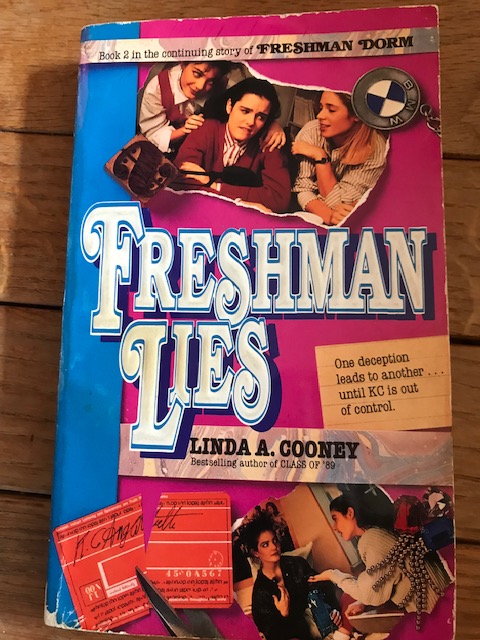 Book 2 in the continuing story of FRESHMAN DORM
BMW
FRESHMAN
LIES
One deception
leads to another . . .
until KC is out
of control.
LINDA A. COONEY
Bestselling author of CLASS OF '89